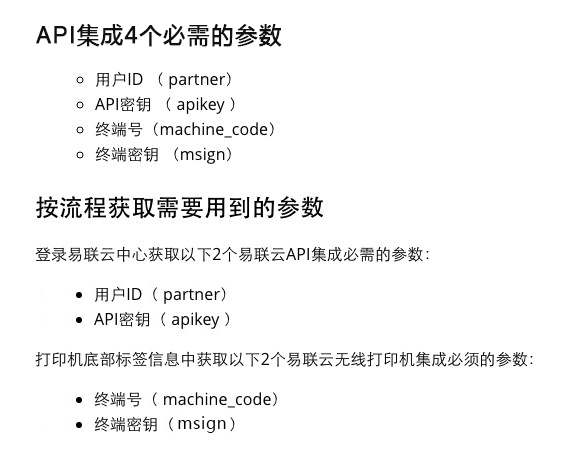 API集成4个必需的参数
用户ID （ partner）
API密钥 （ apikey ）
终端号（machine_code）
终端密钥 （msign）
按流程获取需要用到的参数
登录易联云中心获取以下2个易联云API集成必需的参数：
用户ID（ partner）
API密钥（ apikey ）
打印机底部标签信息中获取以下2个易联云无线打印机集成必须的参数：
终端号（ machine_code）
终端密钥（ msign ）